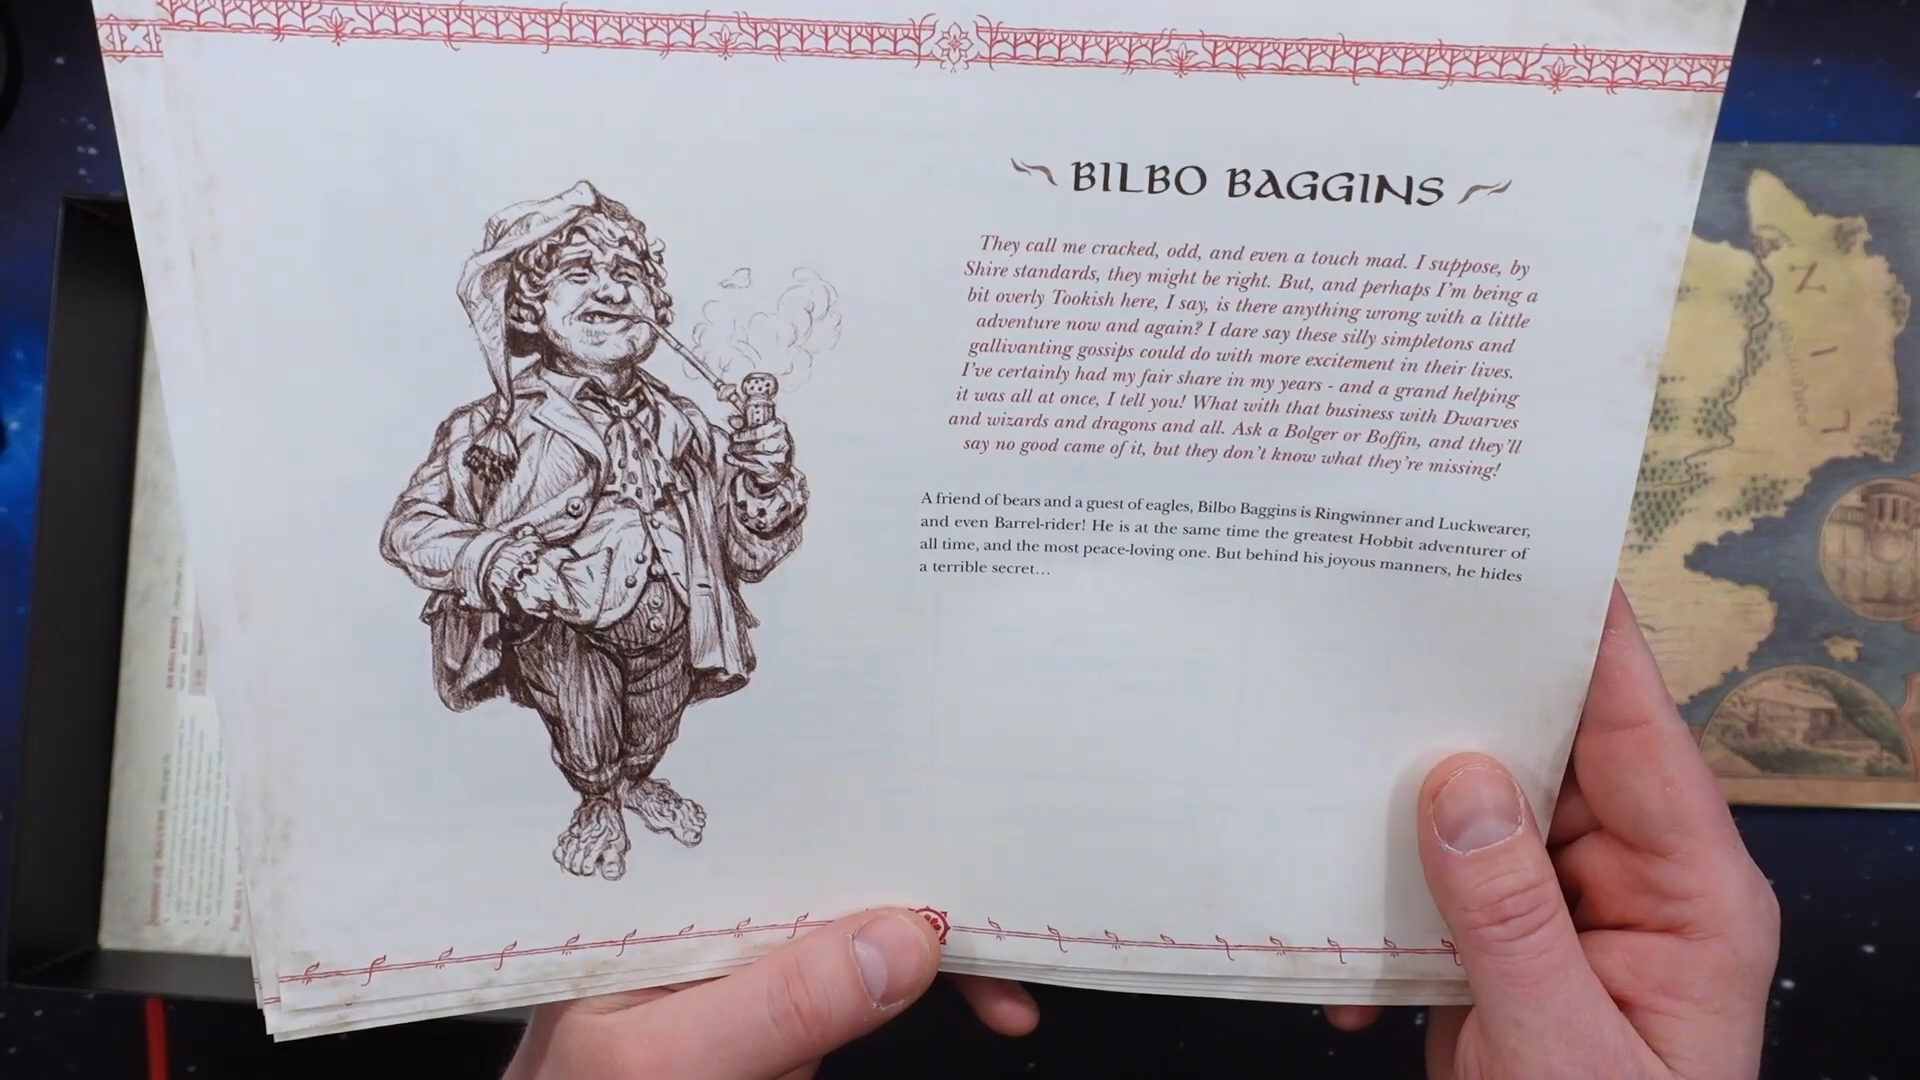 BILBO BAGGINS
They call me cracked, odd, and even a touch mad. I suppose, by
Shire standards, they might be right. But, and perhaps I'm being a
bit overly Tookish here, I say, is there anything wrong with a little
adventure now and again? I dare say these silly simpletons and
gallivanting gossips could do with more excitement in their lives.
I've certainly had my fair share in my years - and a grand helping
it was all at once, I tell you! What with that business with Dwarves
and wizards and dragons and all. Ask a Bolger or Boffin, and they'll
say no good came of it, but they don't know what they're missing!
A friend of bears and a guest of eagles, Bilbo Baggins is Ringwinner and Luckwearer,
and even Barrel-rider! He is at the same time the greatest Hobbit adventurer of
all time, and the most peace-loving one. But behind his joyous manners, he hides
a terrible secret…